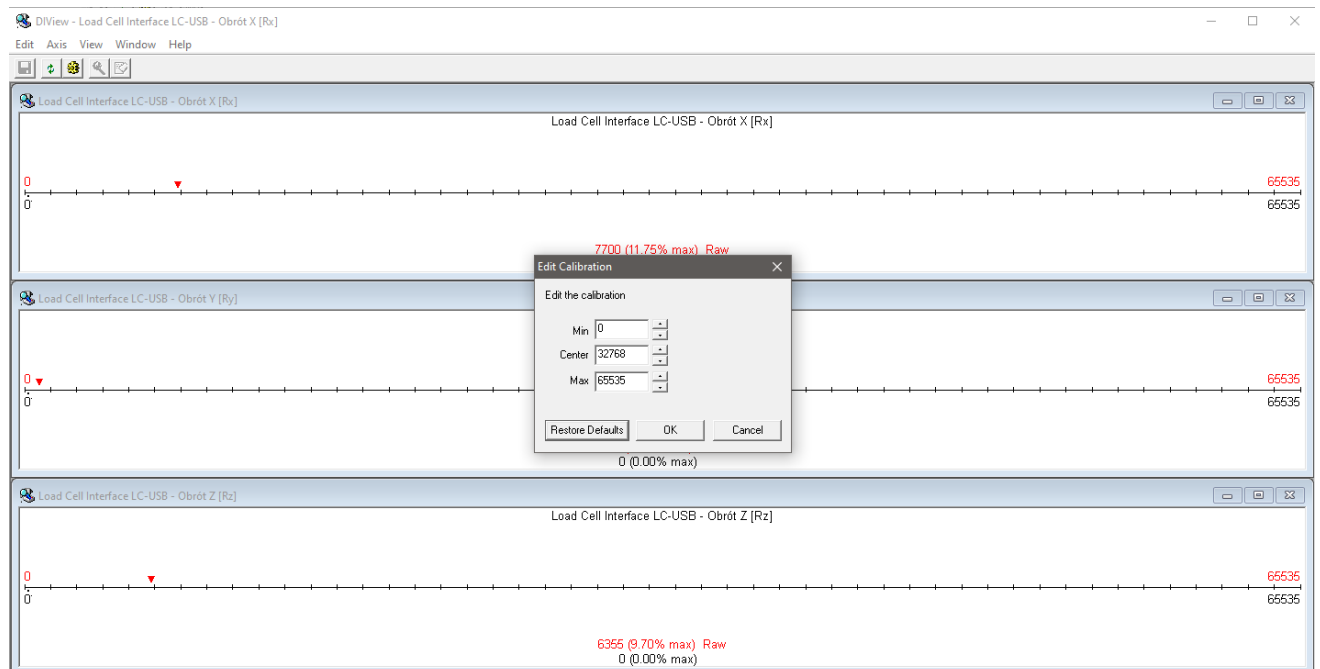 DIView - Load Cell Interface LC-USB - Obrót X [Rx]
Edit Axis View Window Help
Load Cell Interface LC-USB - Obrót X [Rx]
Load Cell Interface LC-USB - Obrót X [Rx]
0 65535
0 65535
7700 (11.75% max) Raw
Load Cell Interface LC-USB - Obrót Y [Ry]
0 65535
0 65535
0 (0.00% max)
Edit Calibration
Edit the calibration
Min 0
Center 32768
Max 65535
Restore Defaults OK Cancel
Load Cell Interface LC-USB - Obrót Z [Rz]
Load Cell Interface LC-USB - Obrót Z [Rz]
0 65535
0 65535
6355 (9.70% max) Raw
0 (0.00% max)